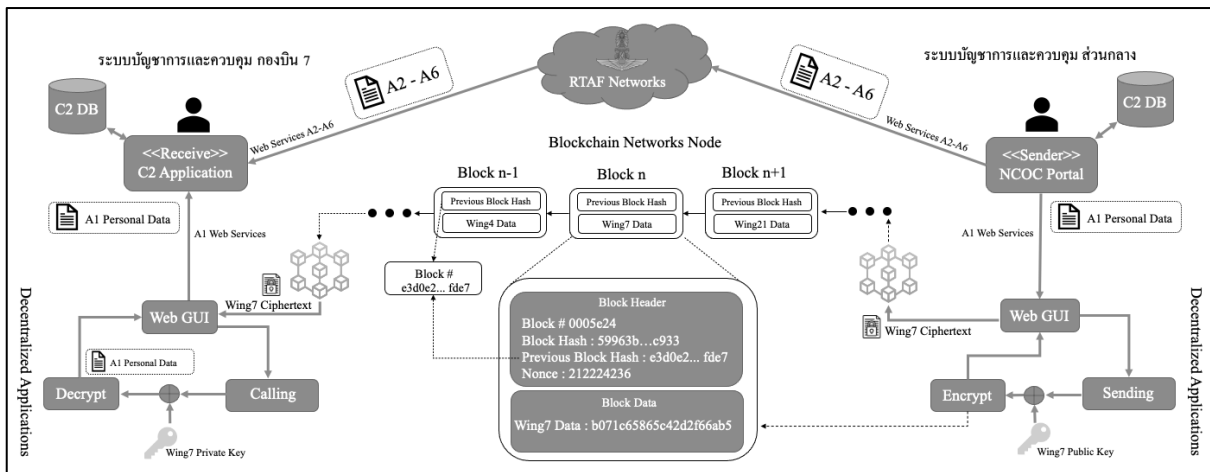 ระบบบัญชาการและควบคุม กองบิน 7
C2 DB
<<Receive>>
C2 Application
A1 Personal Data
A1 Web Services
Web Services A2-A6
A2 - A6
RTAF Networks
A2 - A6
Web Services A2-A6
ระบบบัญชาการและควบคุม ส่วนกลาง
C2 DB
<<Sender>>
NCOC Portal
A1 Personal Data
A1 Web Services
Blockchain Networks Node
Block n-1
Previous Block Hash
Wing4 Data
Block n
Previous Block Hash
Wing7 Data
Block n+1
Previous Block Hash
Wing21 Data
Block #
e3d0e2... fde7
Block Header
Block # 0005e24
Block Hash : 59963b…c933
Previous Block Hash : e3d0e2... fde7
Nonce : 212224236
Block Data
Wing7 Data : b071c65865c42d2f66ab5
Decentralized Applications
Wing7 Ciphertext
Web GUI
A1 Personal Data
Decrypt
Calling
Wing7 Private Key
Wing7 Ciphertext
Web GUI
Encrypt
Sending
Wing7 Public Key
Decentralized Applications